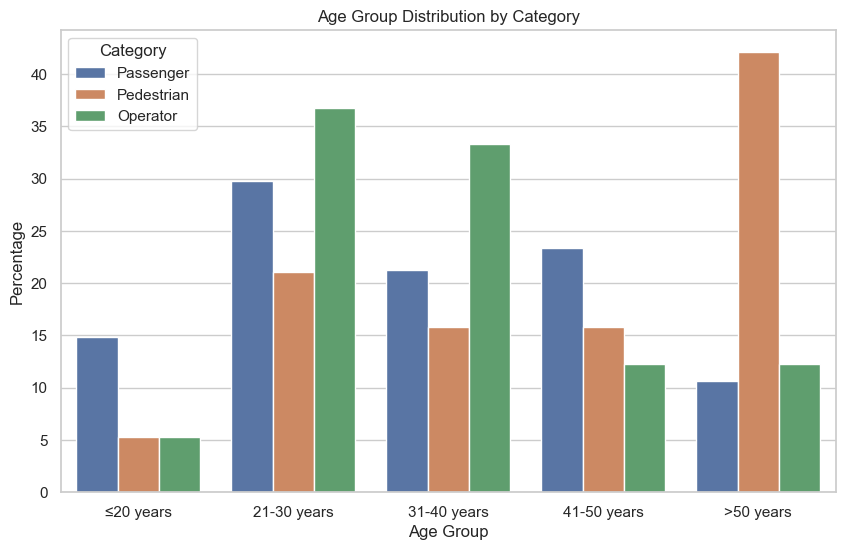 Age Group Distribution by Category
Category
Passenger
Pedestrian
Operator
Percentage
40
35
30
25
20
15
10
5
0
≤20 years
21-30 years
31-40 years
41-50 years
>50 years
Age Group